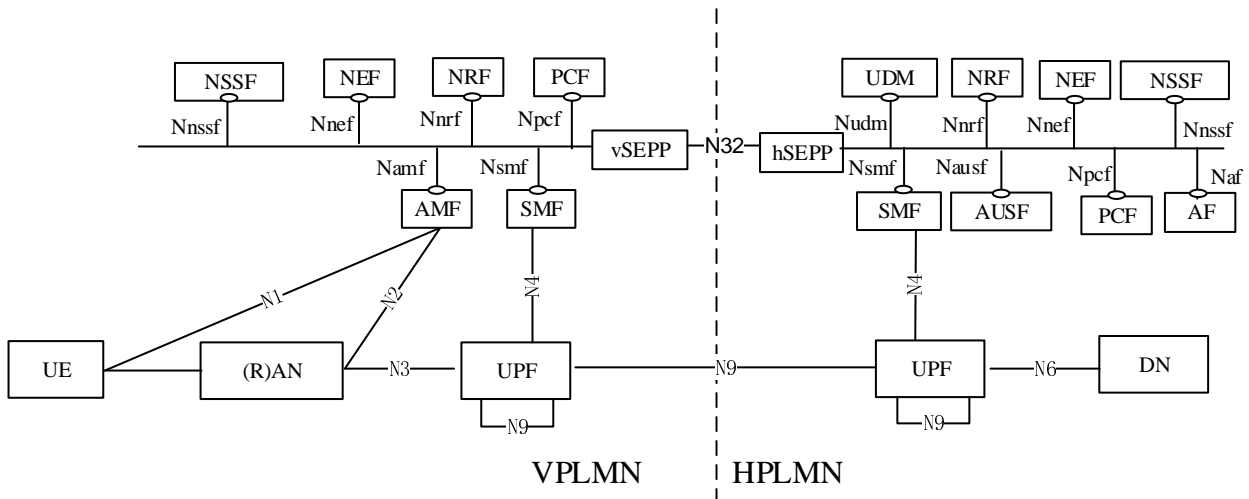 NSSF NEF NRF PCF UDM NRF NEF NSSF
Nnssf Nnef Nnrf Npcf Nudm Nnrf Nnef Nnssf
vSEPP N32 hSEPP
Namf Nsmf Nsmf Nausf Npcf Naf
AMF SMF SMF AUSF PCF AF
N1 N2 N4 N4
UE (R)AN N3 UPF N9 UPF N6 DN
N9 N9
VPLMN HPLMN